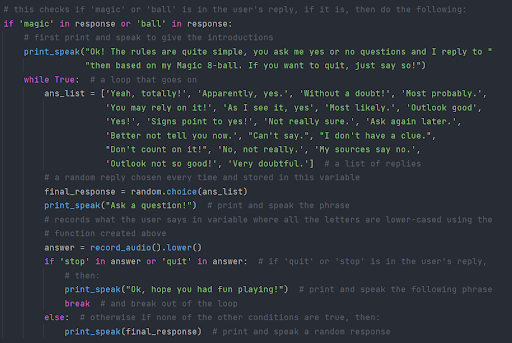 # this checks if 'magic' or 'ball' is in the user's reply, if it is, then do the following:
if 'magic' in response or 'ball' in response:
# first print and speak to give the introductions
print_speak("Ok! The rules are quite simple, you ask me yes or no questions and I reply to "
"them based on my Magic 8-ball. If you want to quit, just say so!")
while True:  # a loop that goes on
ans_list = ['Yeah, totally!', 'Apparently, yes.', 'Without a doubt!', 'Most probably.',
'You may rely on it!', 'As I see it, yes', 'Most likely.', 'Outlook good',
'Yes!', 'Signs point to yes!', 'Not really sure.', 'Ask again later.',
'Better not tell you now.', "Can't say.", "I don't have a clue.",
"Don't count on it!", 'No, not really.', 'My sources say no.',
'Outlook not so good!', 'Very doubtful.']  # a list of replies
# a random reply chosen every time and stored in this variable
final_response = random.choice(ans_list)
print_speak("Ask a question!")  # print and speak the phrase
# records what the user says in variable where all the letters are lower-cased using the
# function created above
answer = record_audio().lower()
if 'stop' in answer or 'quit' in answer:  # if 'quit' or 'stop' is in the user's reply,
# then:
print_speak("Ok, hope you had fun playing!")  # print and speak the following phrase
break  # and break out of the loop
else:  # otherwise if none of the other conditions are true, then:
print_speak(final_response)  # print and speak a random response